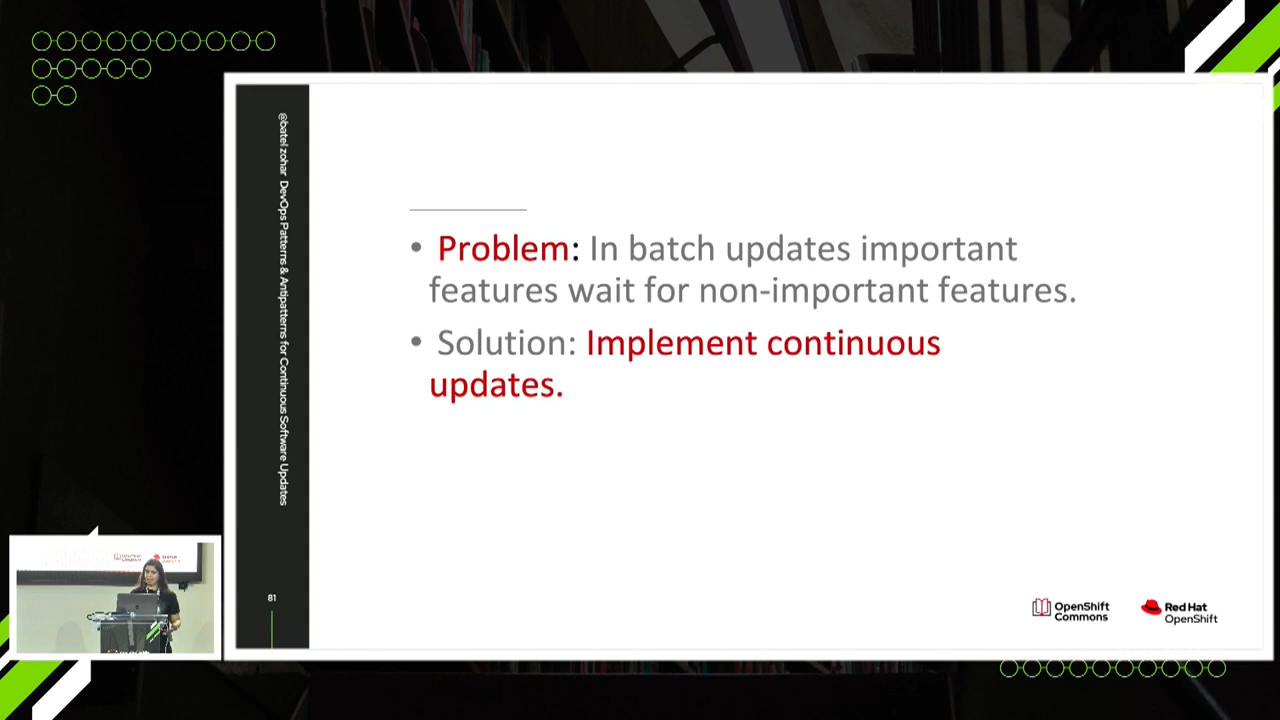 @batel zohar DevOps Patterns & Antipatterns for Continuous Software Updates
• Problem: In batch updates important
features wait for non-important features.
• Solution: Implement continuous
updates.
81
OpenShift
Commons
Red Hat
OpenShift